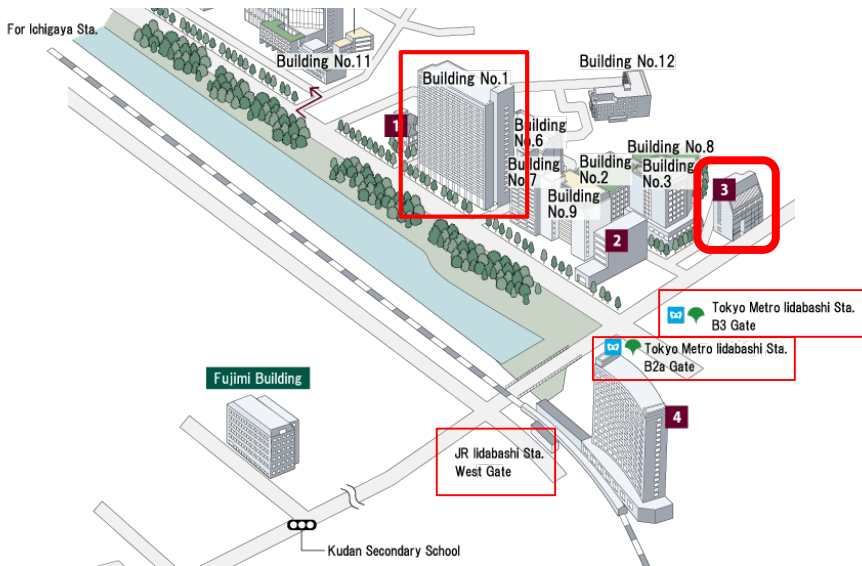 For Ichigaya Sta.
Building No.11
Building No.1
Building No.12
1
Building
No.6
Building No.8
Building
No.7
Building
No.2
Building
No.3
Building
No.9
3
2
Tokyo Metro Iidabashi Sta.
B3 Gate
Tokyo Metro Iidabashi Sta.
B2a Gate
Fujimi Building
4
JR Iidabashi Sta.
West Gate
Kudan Secondary School